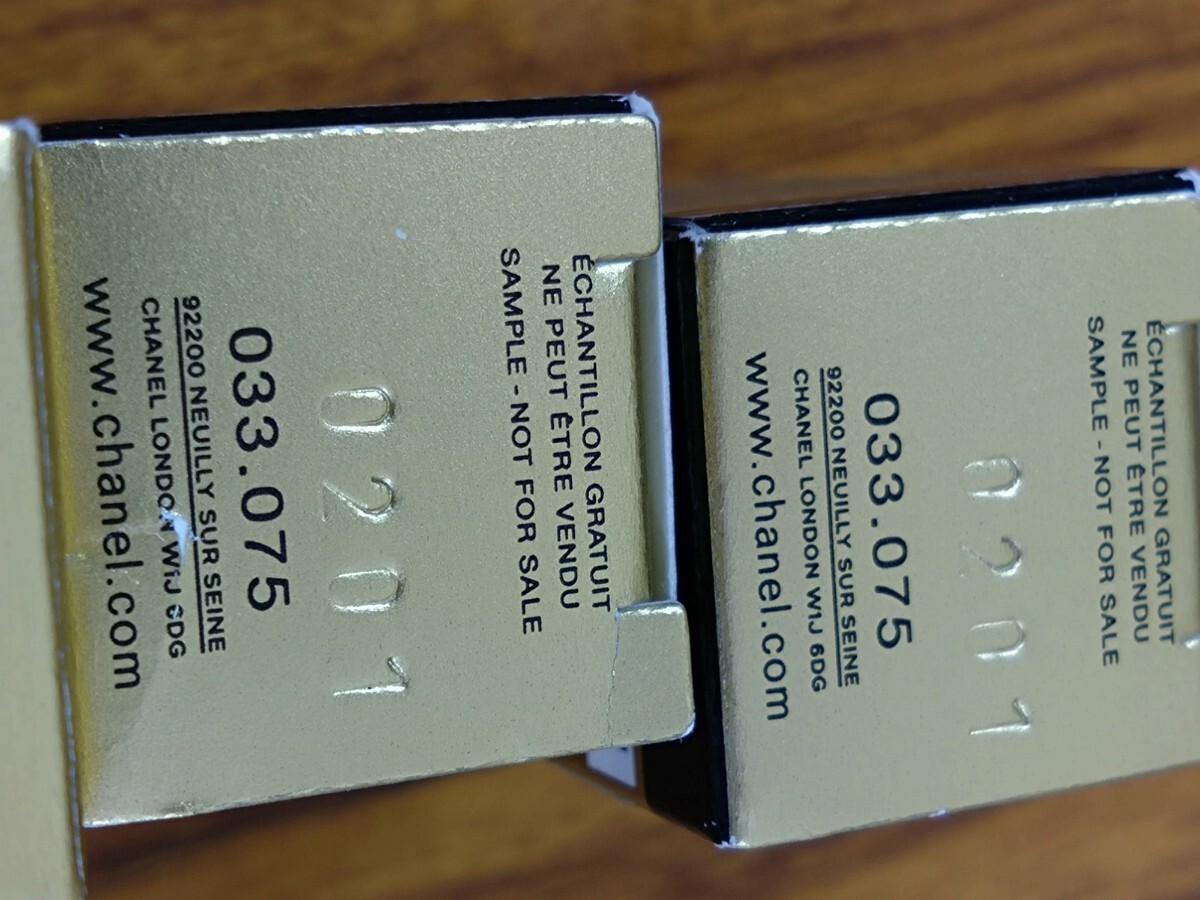 ÉCHANTILLON GRATUIT
NE PEUT ÊTRE VENDU
SAMPLE - NOT FOR SALE
0201
033.075
92200 NEUILLY SUR SEINE
CHANEL LONDON W1J 6DG
www.chanel.com
ÉCHANTILLON GRATUIT
NE PEUT ÊTRE VENDU
SAMPLE - NOT FOR SALE
0201
033.075
92200 NEUILLY SUR SEINE
CHANEL LONDON W1J 6DG
www.chanel.com